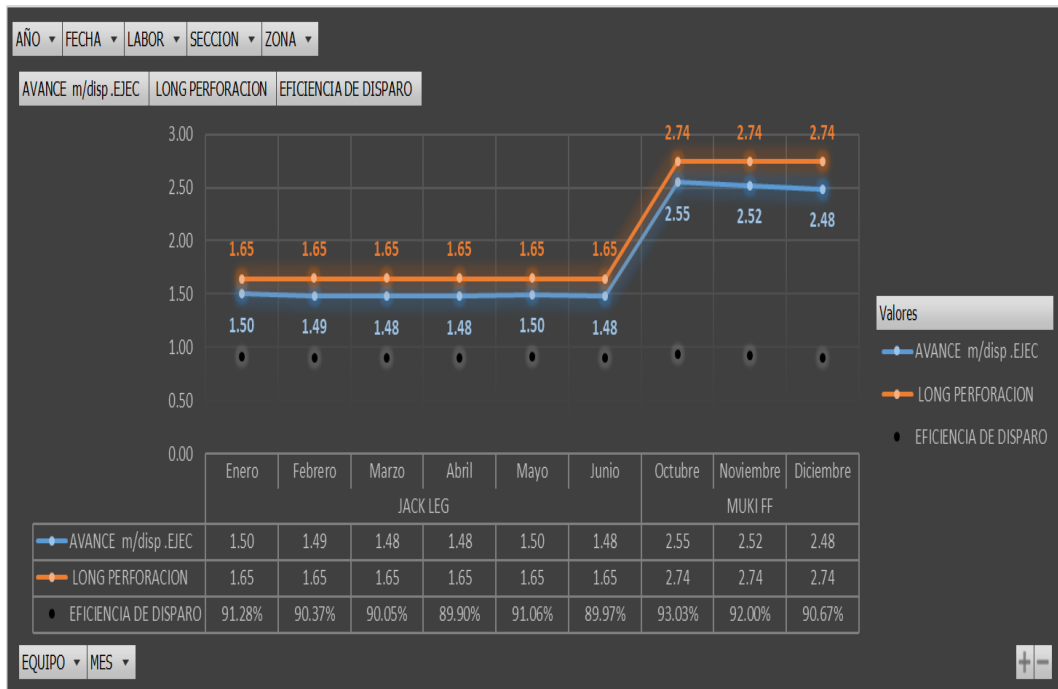 AÑO FECHA LABOR SECCION ZONA
AVANCE m/disp .EJEC LONG PERFORACION EFICIENCIA DE DISPARO
3.00
2.50
2.00
1.50
1.00
0.50
0.00
2.74 2.74 2.74
2.55 2.52 2.48
1.65 1.65 1.65 1.65 1.65 1.65
1.50 1.49 1.48 1.48 1.50 1.48
Valores
AVANCE m/disp .EJEC
LONG PERFORACION
EFICIENCIA DE DISPARO
Enero Febrero Marzo Abril Mayo Junio Octubre Noviembre Diciembre
JACK LEG MUKI FF
AVANCE m/disp .EJEC 1.50 1.49 1.48 1.48 1.50 1.48 2.55 2.52 2.48
LONG PERFORACION 1.65 1.65 1.65 1.65 1.65 1.65 2.74 2.74 2.74
EFICIENCIA DE DISPARO 91.28% 90.37% 90.05% 89.90% 91.06% 89.97% 93.03% 92.00% 90.67%
EQUIPO MES
+ −